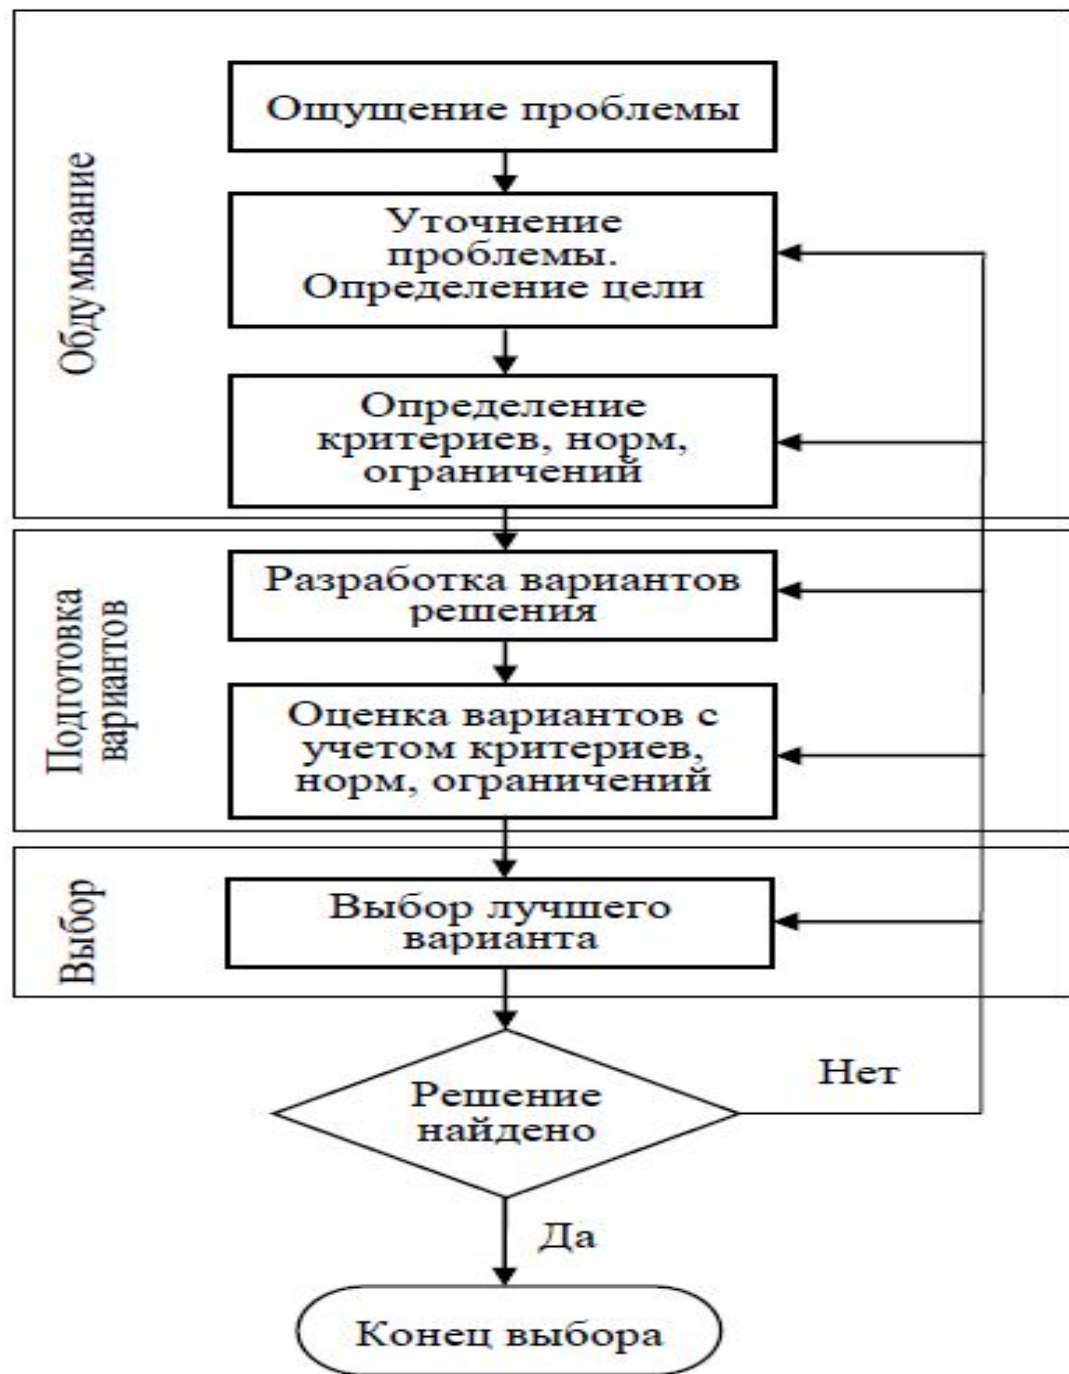 Обдумывание
Ощущение проблемы
Уточнение
проблемы.
Определение цели
Определение
критериев, норм,
ограничений
Подготовка
вариантов
Разработка вариантов
решения
Оценка вариантов с
учетом критериев,
норм, ограничений
Выбор
Выбор лучшего
варианта
Решение
найдено
Нет
Да
Конец выбора